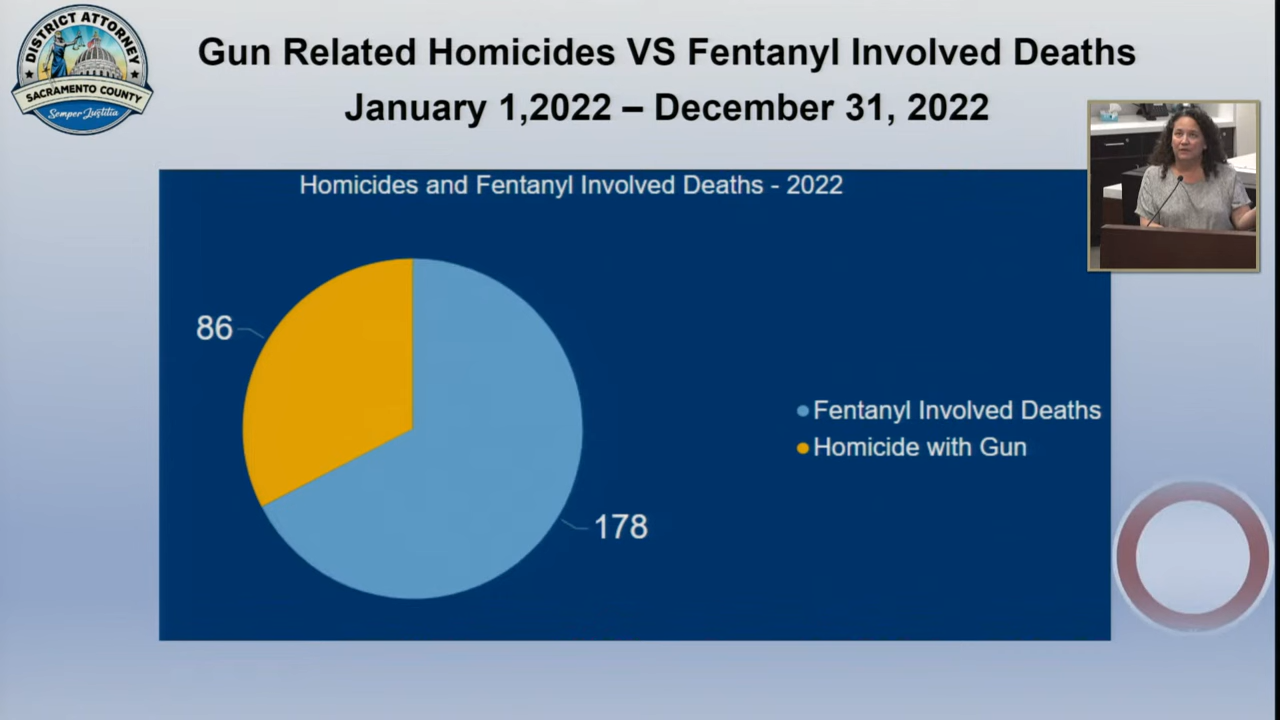 DISTRICT ATTORNEY
SACRAMENTO COUNTY
Semper Justitia
Gun Related Homicides VS Fentanyl Involved Deaths
January 1,2022 – December 31, 2022
Homicides and Fentanyl Involved Deaths - 2022
86
178
Fentanyl Involved Deaths
Homicide with Gun